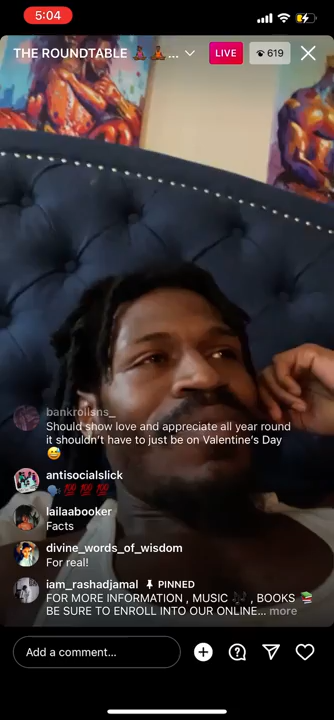 5:04
THE ROUNDTABLE 🧘🏾‍♀️🧘🏾‍♂️...
LIVE
619
bankrollsns_
Should show love and appreciate all year round
it shouldn't have to just be on Valentine's Day
😅
antisocialslick
🗣️💯💯💯
lailaabooker
Facts
divine_words_of_wisdom
For real!
iam_rashadjamal PINNED
FOR MORE INFORMATION , MUSIC 🎶 , BOOKS 📚
BE SURE TO ENROLL INTO OUR ONLINE... more
Add a comment...